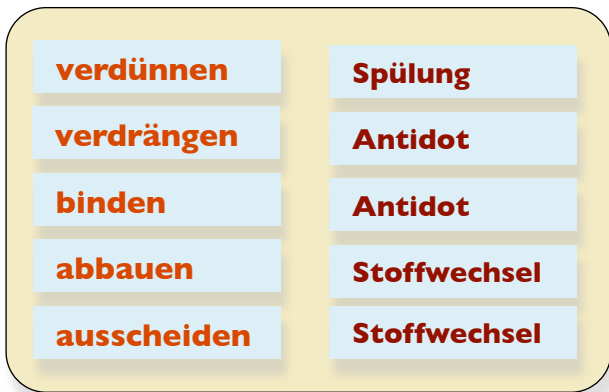 verdünnen Spülung
verdrängen Antidot
binden Antidot
abbauen Stoffwechsel
ausscheiden Stoffwechsel